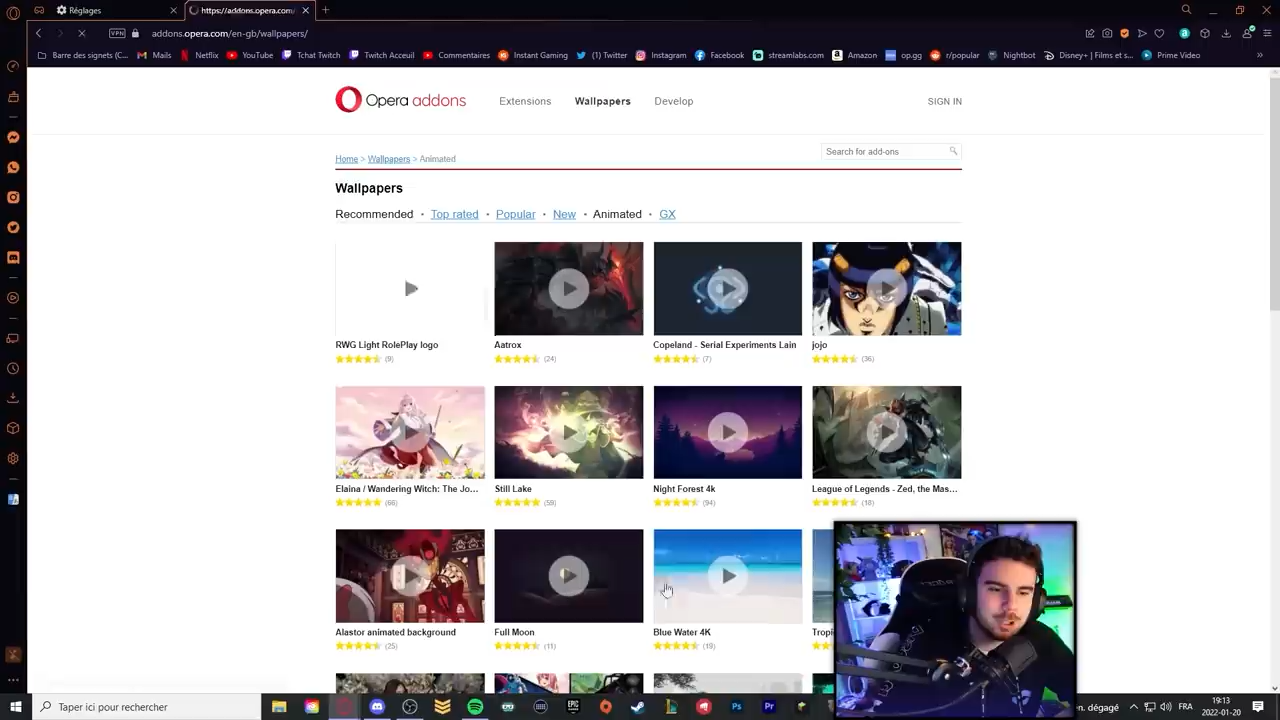 Réglages
https://addons.opera.com/
VPN addons.opera.com/en-gb/wallpapers/
Barre des signets (C... Mails Netflix YouTube Tchat Twitch Twitch Acceuil Commentaires Instant Gaming (1) Twitter Instagram Facebook streamlabs.com Amazon op.gg r/popular Nightbot Disney+ | Films et s... Prime Video
Opera addons Extensions Wallpapers Develop SIGN IN
Home > Wallpapers > Animated
Search for add-ons
Wallpapers
Recommended • Top rated • Popular • New • Animated • GX
RWG Light RolePlay logo
(9)
Aatrox
(24)
Copeland - Serial Experiments Lain
(7)
jojo
(36)
Elaina / Wandering Witch: The Jo...
(66)
Still Lake
(59)
Night Forest 4k
(94)
League of Legends - Zed, the Mas...
(18)
Alastor animated background
(25)
Full Moon
(11)
Blue Water 4K
(19)
Tropi
Taper ici pour rechercher
n. dégagé
FR
19:13
2022-01-20